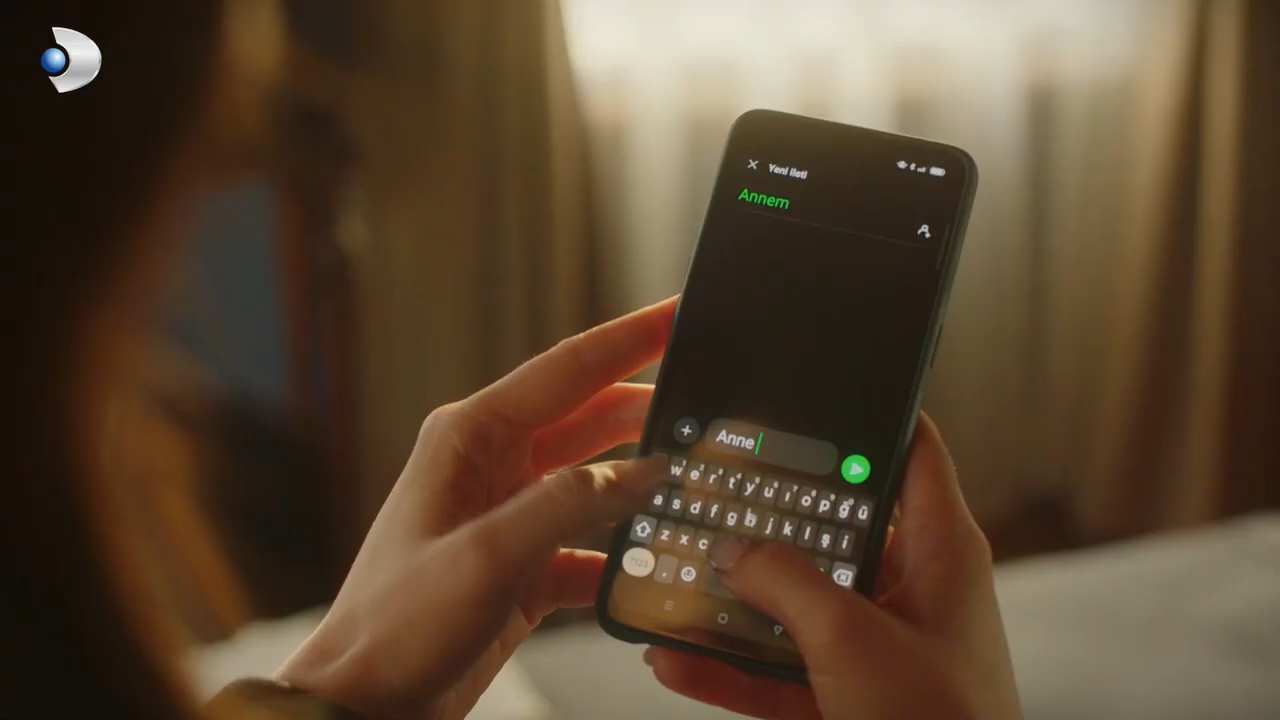 Yeni ileti
Annem
Anne
w e r t y u ı o p ğ ü
a s d f g h j k l ş i
z x c